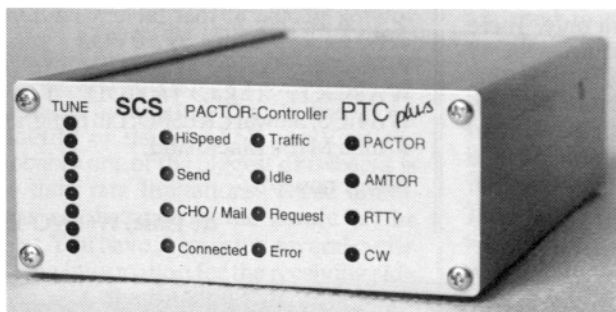 TUNE SCS PACTOR-Controller PTC plus
HiSpeed Traffic PACTOR
Send Idle AMTOR
CHO / Mail Request RTTY
Connected Error CW